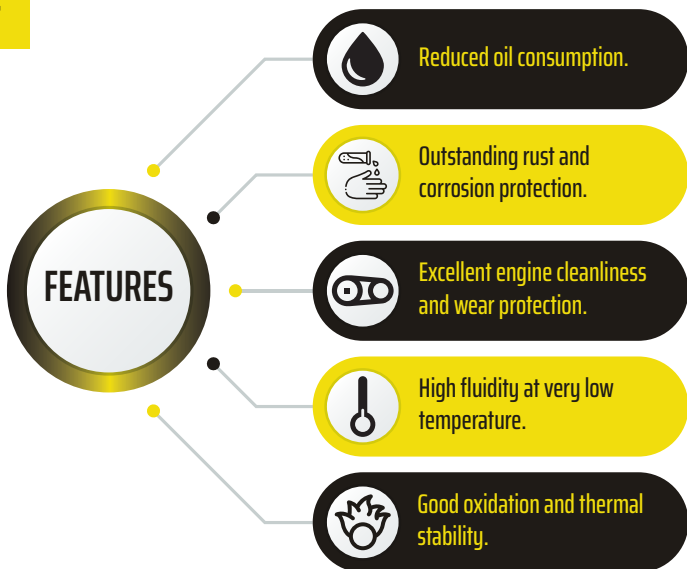 FEATURES
Reduced oil consumption.
Outstanding rust and
corrosion protection.
Excellent engine cleanliness
and wear protection.
High fluidity at very low
temperature.
Good oxidation and thermal
stability.